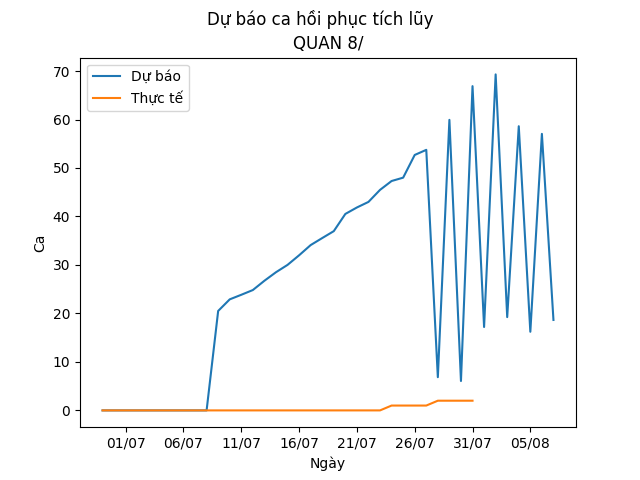 Dự báo ca hồi phục tích lũy
QUAN 8/
Dự báo
Thực tế
70
60
50
40
30
20
10
0
Ca
01/07 06/07 11/07 16/07 21/07 26/07 31/07 05/08
Ngày